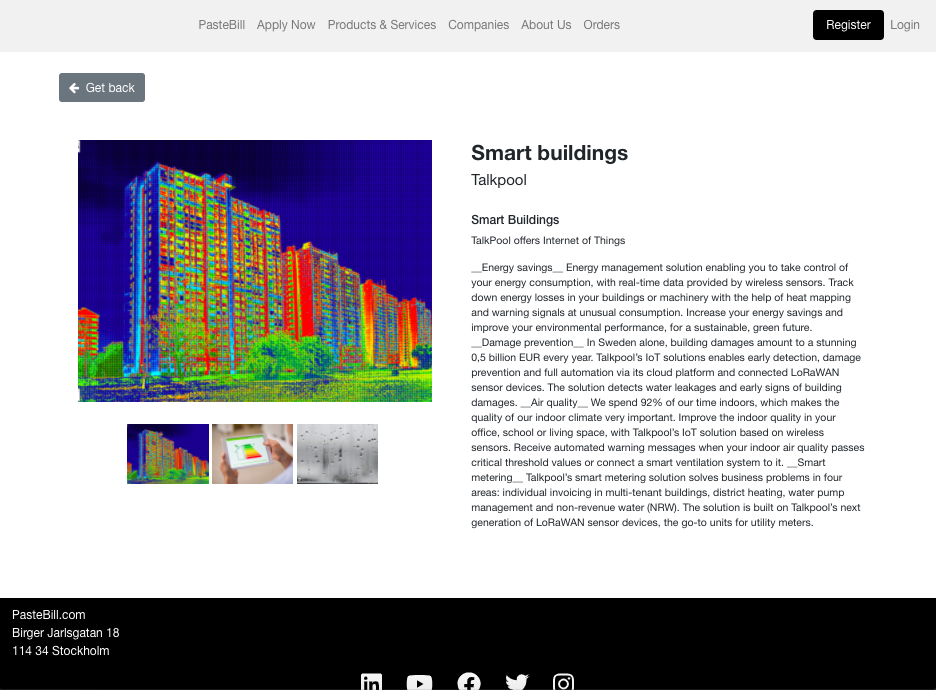 PasteBill Apply Now Products & Services Companies About Us Orders Register Login
Get back
Smart buildings
Talkpool
Smart Buildings
TalkPool offers Internet of Things
__Energy savings__ Energy management solution enabling you to take control of
your energy consumption, with real-time data provided by wireless sensors. Track
down energy losses in your buildings or machinery with the help of heat mapping
and warning signals at unusual consumption. Increase your energy savings and
improve your environmental performance, for a sustainable, green future.
__Damage prevention__ In Sweden alone, building damages amount to a stunning
0,5 billion EUR every year. Talkpool's IoT solutions enables early detection, damage
prevention and full automation via its cloud platform and connected LoRaWAN
sensor devices. The solution detects water leakages and early signs of building
damages. __Air quality__ We spend 92% of our time indoors, which makes the
quality of our indoor climate very important. Improve the indoor quality in your
office, school or living space, with Talkpool's IoT solution based on wireless
sensors. Receive automated warning messages when your indoor air quality passes
critical threshold values or connect a smart ventilation system to it. __Smart
metering__ Talkpool's smart metering solution solves business problems in four
areas: individual invoicing in multi-tenant buildings, district heating, water pump
management and non-revenue water (NRW). The solution is built on Talkpool's next
generation of LoRaWAN sensor devices, the go-to units for utility meters.
PasteBill.com
Birger Jarlsgatan 18
114 34 Stockholm